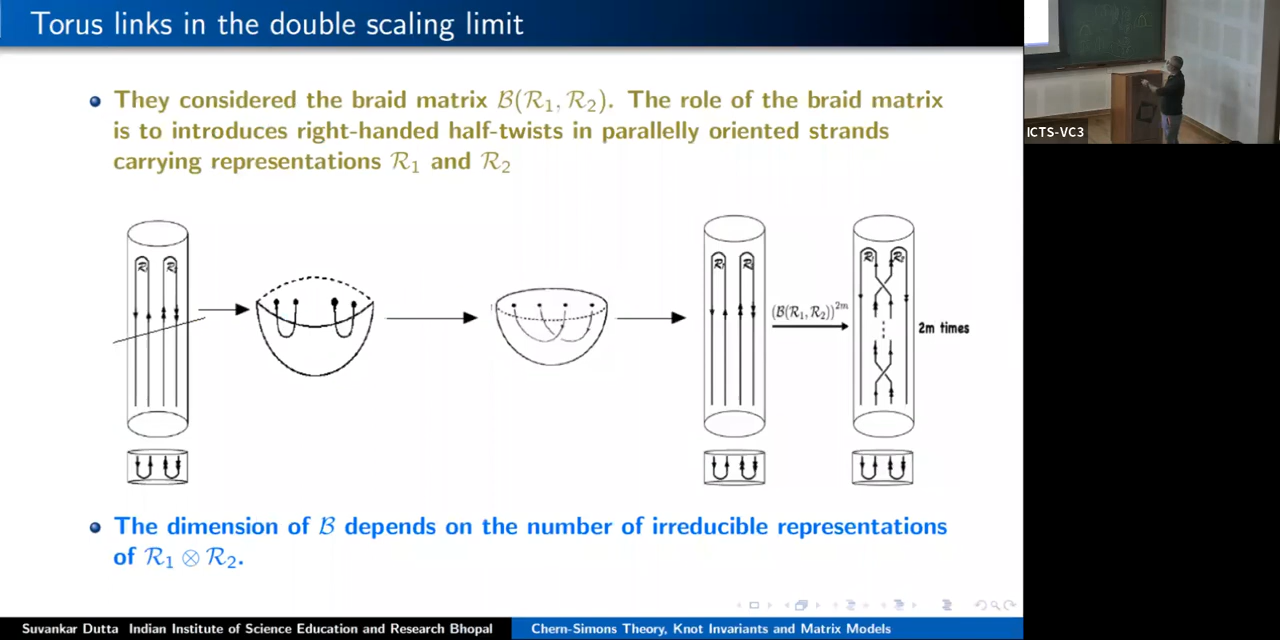 Torus links in the double scaling limit
They considered the braid matrix B(R₁, R₂). The role of the braid matrix
is to introduces right-handed half-twists in parallelly oriented strands
carrying representations R₁ and R₂
ICTS-VC3
(B(R₁,R₂))²ᵐ
2m times
The dimension of B depends on the number of irreducible representations
of R₁ ⊗ R₂.
Suvankar Dutta Indian Institute of Science Education and Research Bhopal
Chern-Simons Theory, Knot Invariants and Matrix Models